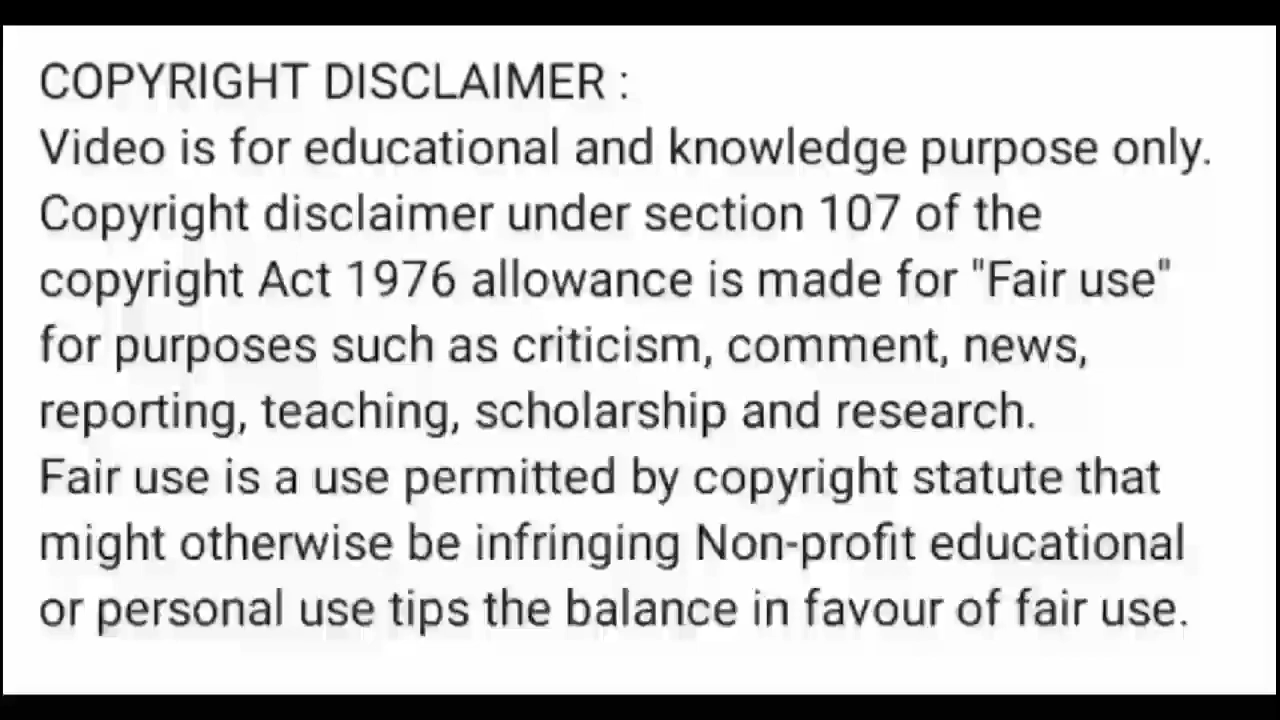 COPYRIGHT DISCLAIMER :
Video is for educational and knowledge purpose only.
Copyright disclaimer under section 107 of the
copyright Act 1976 allowance is made for "Fair use"
for purposes such as criticism, comment, news,
reporting, teaching, scholarship and research.
Fair use is a use permitted by copyright statute that
might otherwise be infringing Non-profit educational
or personal use tips the balance in favour of fair use.